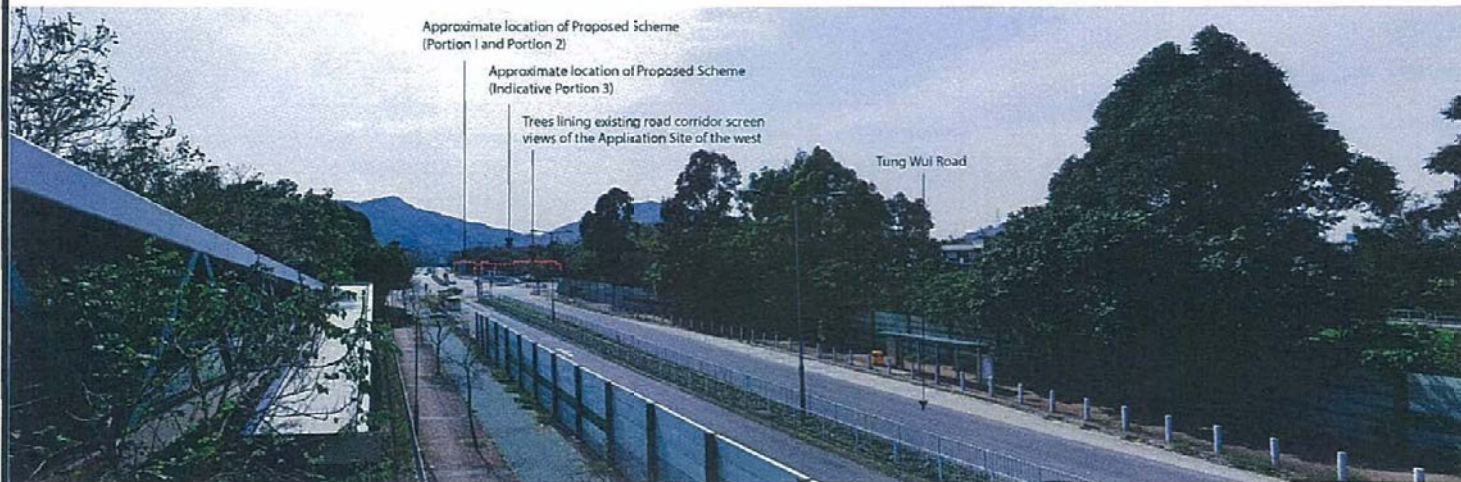 Approximate location of Proposed Scheme
(Portion 1 and Portion 2)
Approximate location of Proposed Scheme
(Indicative Portion 3)
Trees lining existing road corridor screen
views of the Application Site of the west
Tung Wui Road